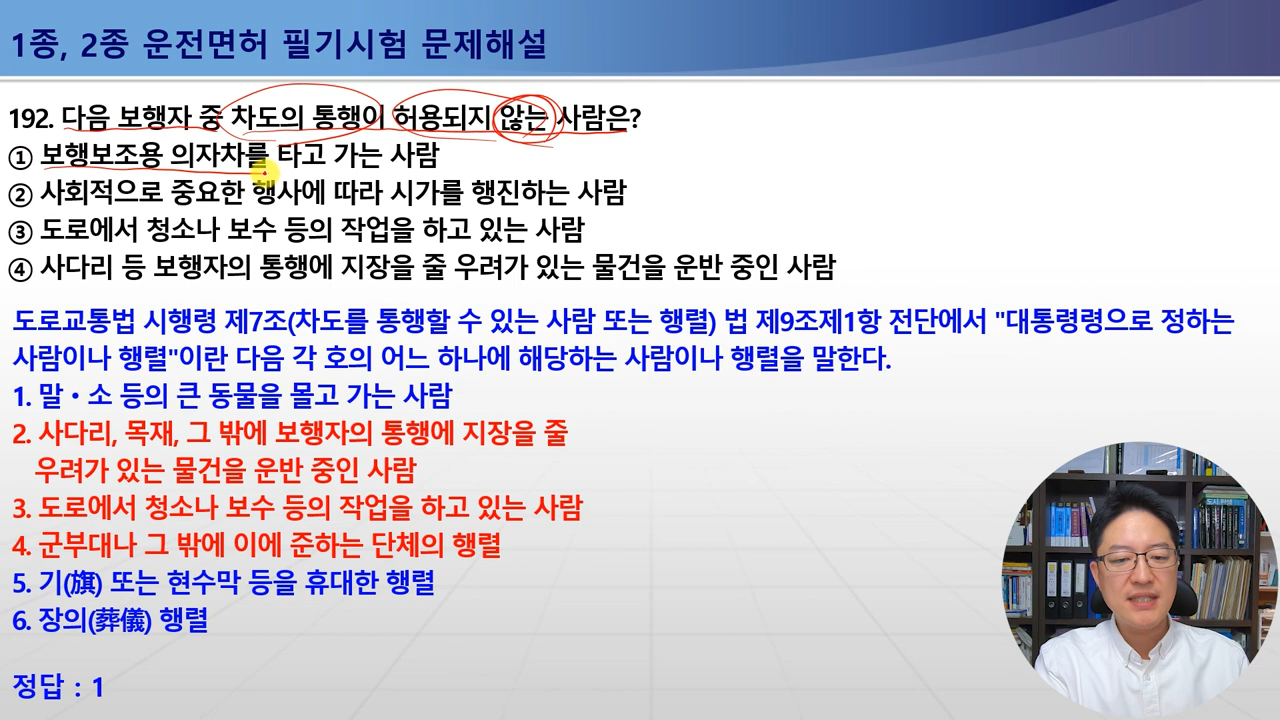 1종, 2종 운전면허 필기시험 문제해설
192. 다음 보행자 중 차도의 통행이 허용되지 않는 사람은?
① 보행보조용 의자차를 타고 가는 사람
② 사회적으로 중요한 행사에 따라 시가를 행진하는 사람
③ 도로에서 청소나 보수 등의 작업을 하고 있는 사람
④ 사다리 등 보행자의 통행에 지장을 줄 우려가 있는 물건을 운반 중인 사람
도로교통법 시행령 제7조(차도를 통행할 수 있는 사람 또는 행렬) 법 제9조제1항 전단에서 "대통령령으로 정하는
사람이나 행렬"이란 다음 각 호의 어느 하나에 해당하는 사람이나 행렬을 말한다.
1. 말·소 등의 큰 동물을 몰고 가는 사람
2. 사다리, 목재, 그 밖에 보행자의 통행에 지장을 줄
우려가 있는 물건을 운반 중인 사람
3. 도로에서 청소나 보수 등의 작업을 하고 있는 사람
4. 군부대나 그 밖에 이에 준하는 단체의 행렬
5. 기(旗) 또는 현수막 등을 휴대한 행렬
6. 장의(葬儀) 행렬
정답 : 1